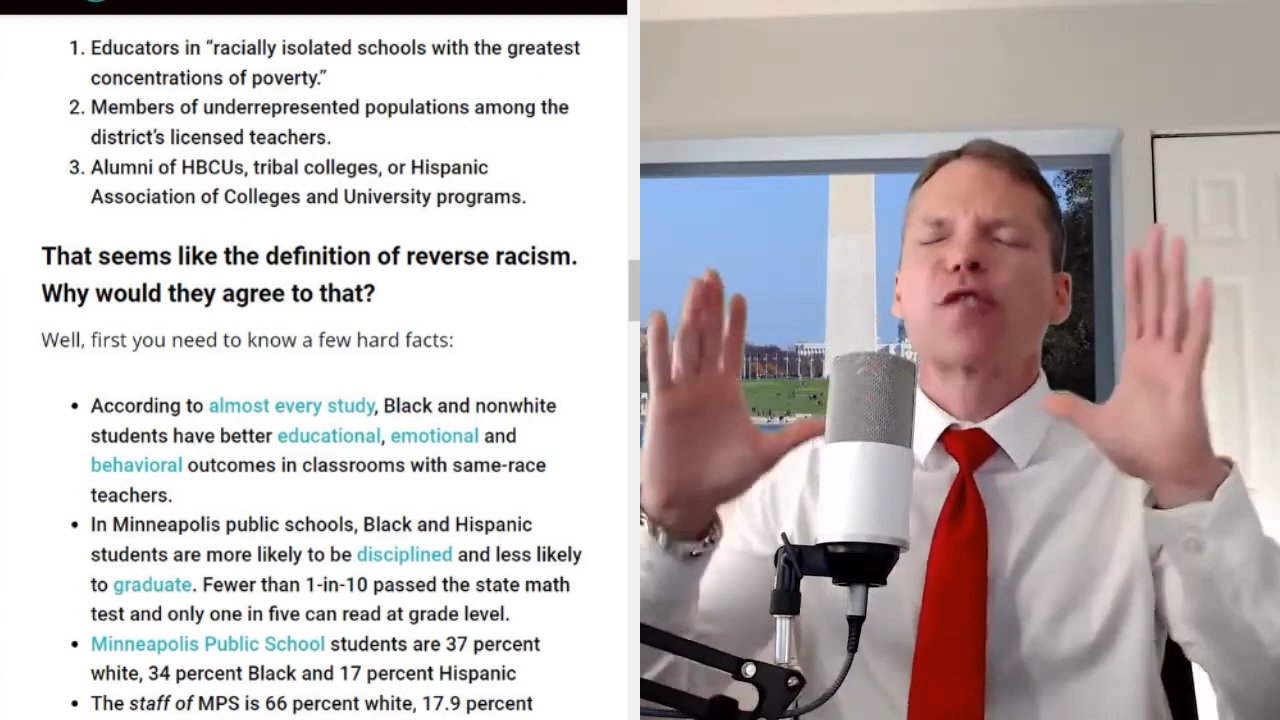 1. Educators in “racially isolated schools with the greatest
concentrations of poverty.”
2. Members of underrepresented populations among the
district’s licensed teachers.
3. Alumni of HBCUs, tribal colleges, or Hispanic
Association of Colleges and University programs.
That seems like the definition of reverse racism.
Why would they agree to that?
Well, first you need to know a few hard facts:
• According to almost every study, Black and nonwhite
students have better educational, emotional and
behavioral outcomes in classrooms with same-race
teachers.
• In Minneapolis public schools, Black and Hispanic
students are more likely to be disciplined and less likely
to graduate. Fewer than 1-in-10 passed the state math
test and only one in five can read at grade level.
• Minneapolis Public School students are 37 percent
white, 34 percent Black and 17 percent Hispanic
• The staff of MPS is 66 percent white, 17.9 percent